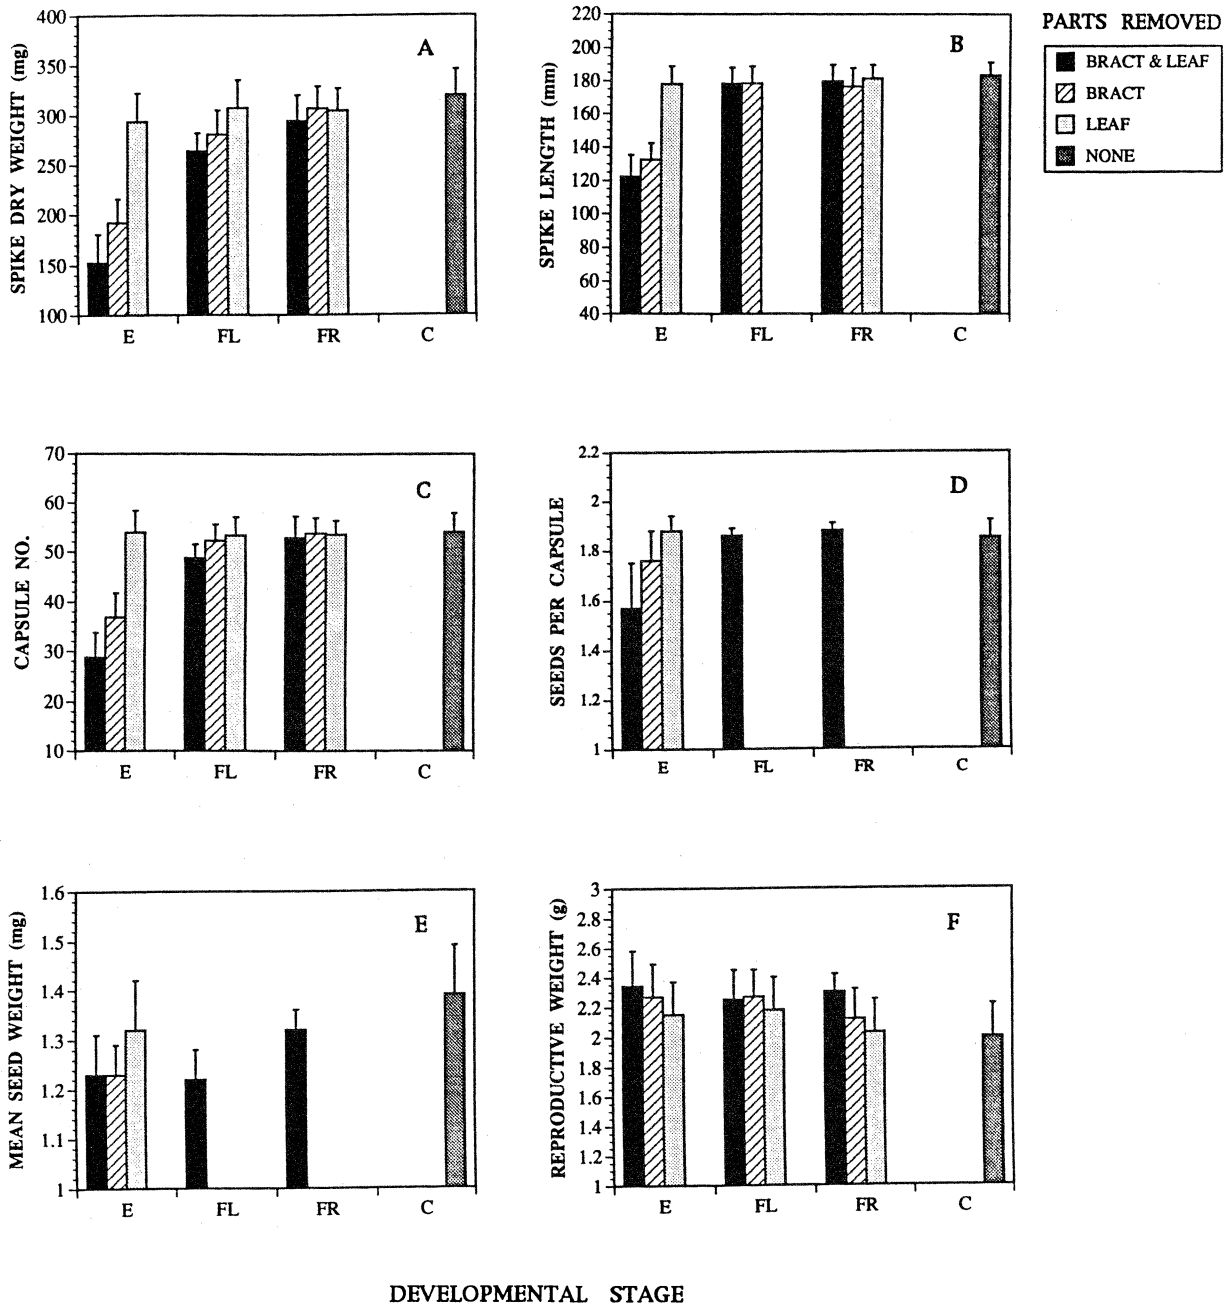 PARTS REMOVED
BRACT & LEAF
BRACT
LEAF
NONE
A
SPIKE DRY WEIGHT (mg)
400
350
300
250
200
150
100
E FL FR C
B
SPIKE LENGTH (mm)
220
200
180
160
140
120
100
80
60
40
E FL FR C
C
CAPSULE NO.
70
60
50
40
30
20
10
E FL FR C
D
SEEDS PER CAPSULE
2.2
2
1.8
1.6
1.4
1.2
1
E FL FR C
E
MEAN SEED WEIGHT (mg)
1.6
1.5
1.4
1.3
1.2
1.1
1
E FL FR C
F
REPRODUCTIVE WEIGHT (g)
3
2.8
2.6
2.4
2.2
2
1.8
1.6
1.4
1.2
1
E FL FR C
DEVELOPMENTAL STAGE